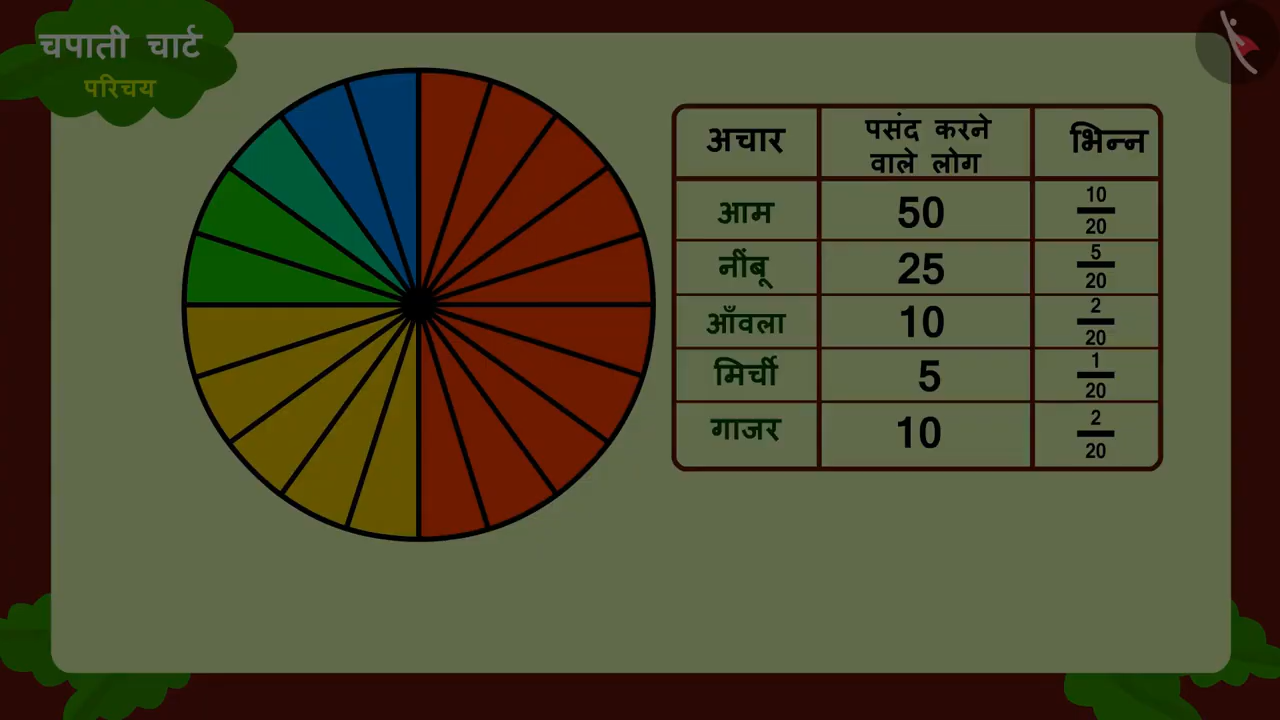 चपाती चार्ट
परिचय
अचार पसंद करने वाले लोग भिन्न
आम 50 10/20
नींबू 25 5/20
आँवला 10 2/20
मिर्ची 5 1/20
गाजर 10 2/20